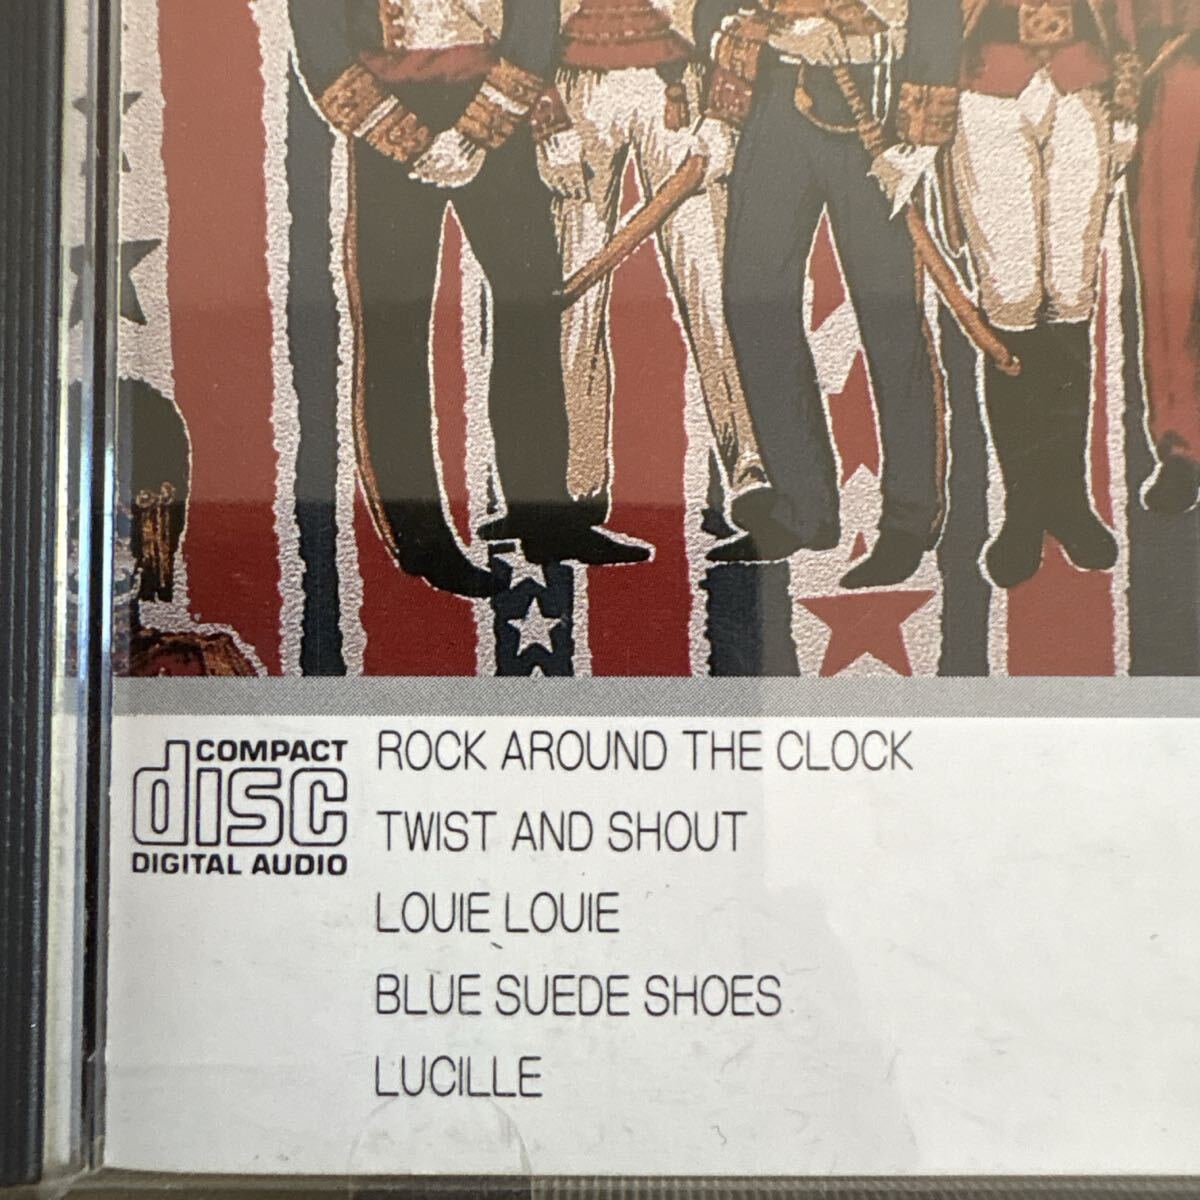 COMPACT
disc
DIGITAL AUDIO
ROCK AROUND THE CLOCK
TWIST AND SHOUT
LOUIE LOUIE
BLUE SUEDE SHOES
LUCILLE